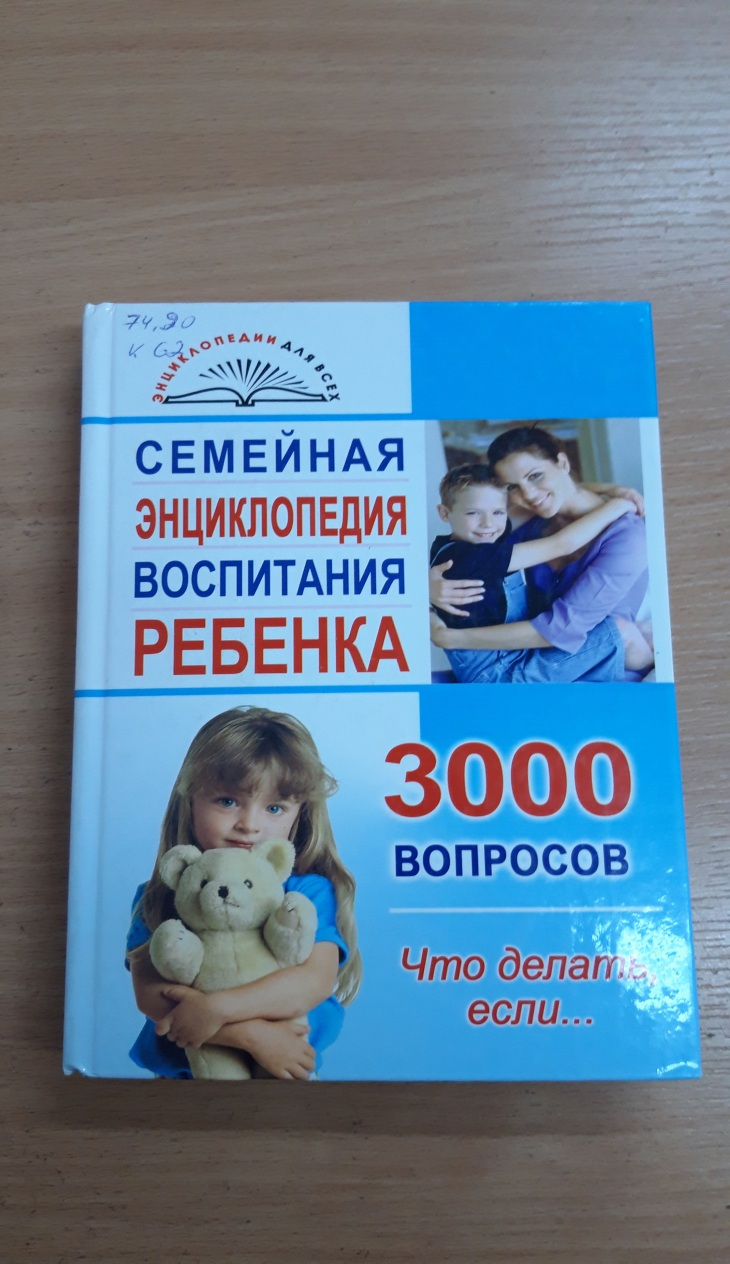 74,90
К 62
ЭНЦИКЛОПЕДИИ ДЛЯ ВСЕХ
СЕМЕЙНАЯ
ЭНЦИКЛОПЕДИЯ
ВОСПИТАНИЯ
РЕБЕНКА
3000
ВОПРОСОВ
Что делать,
если...